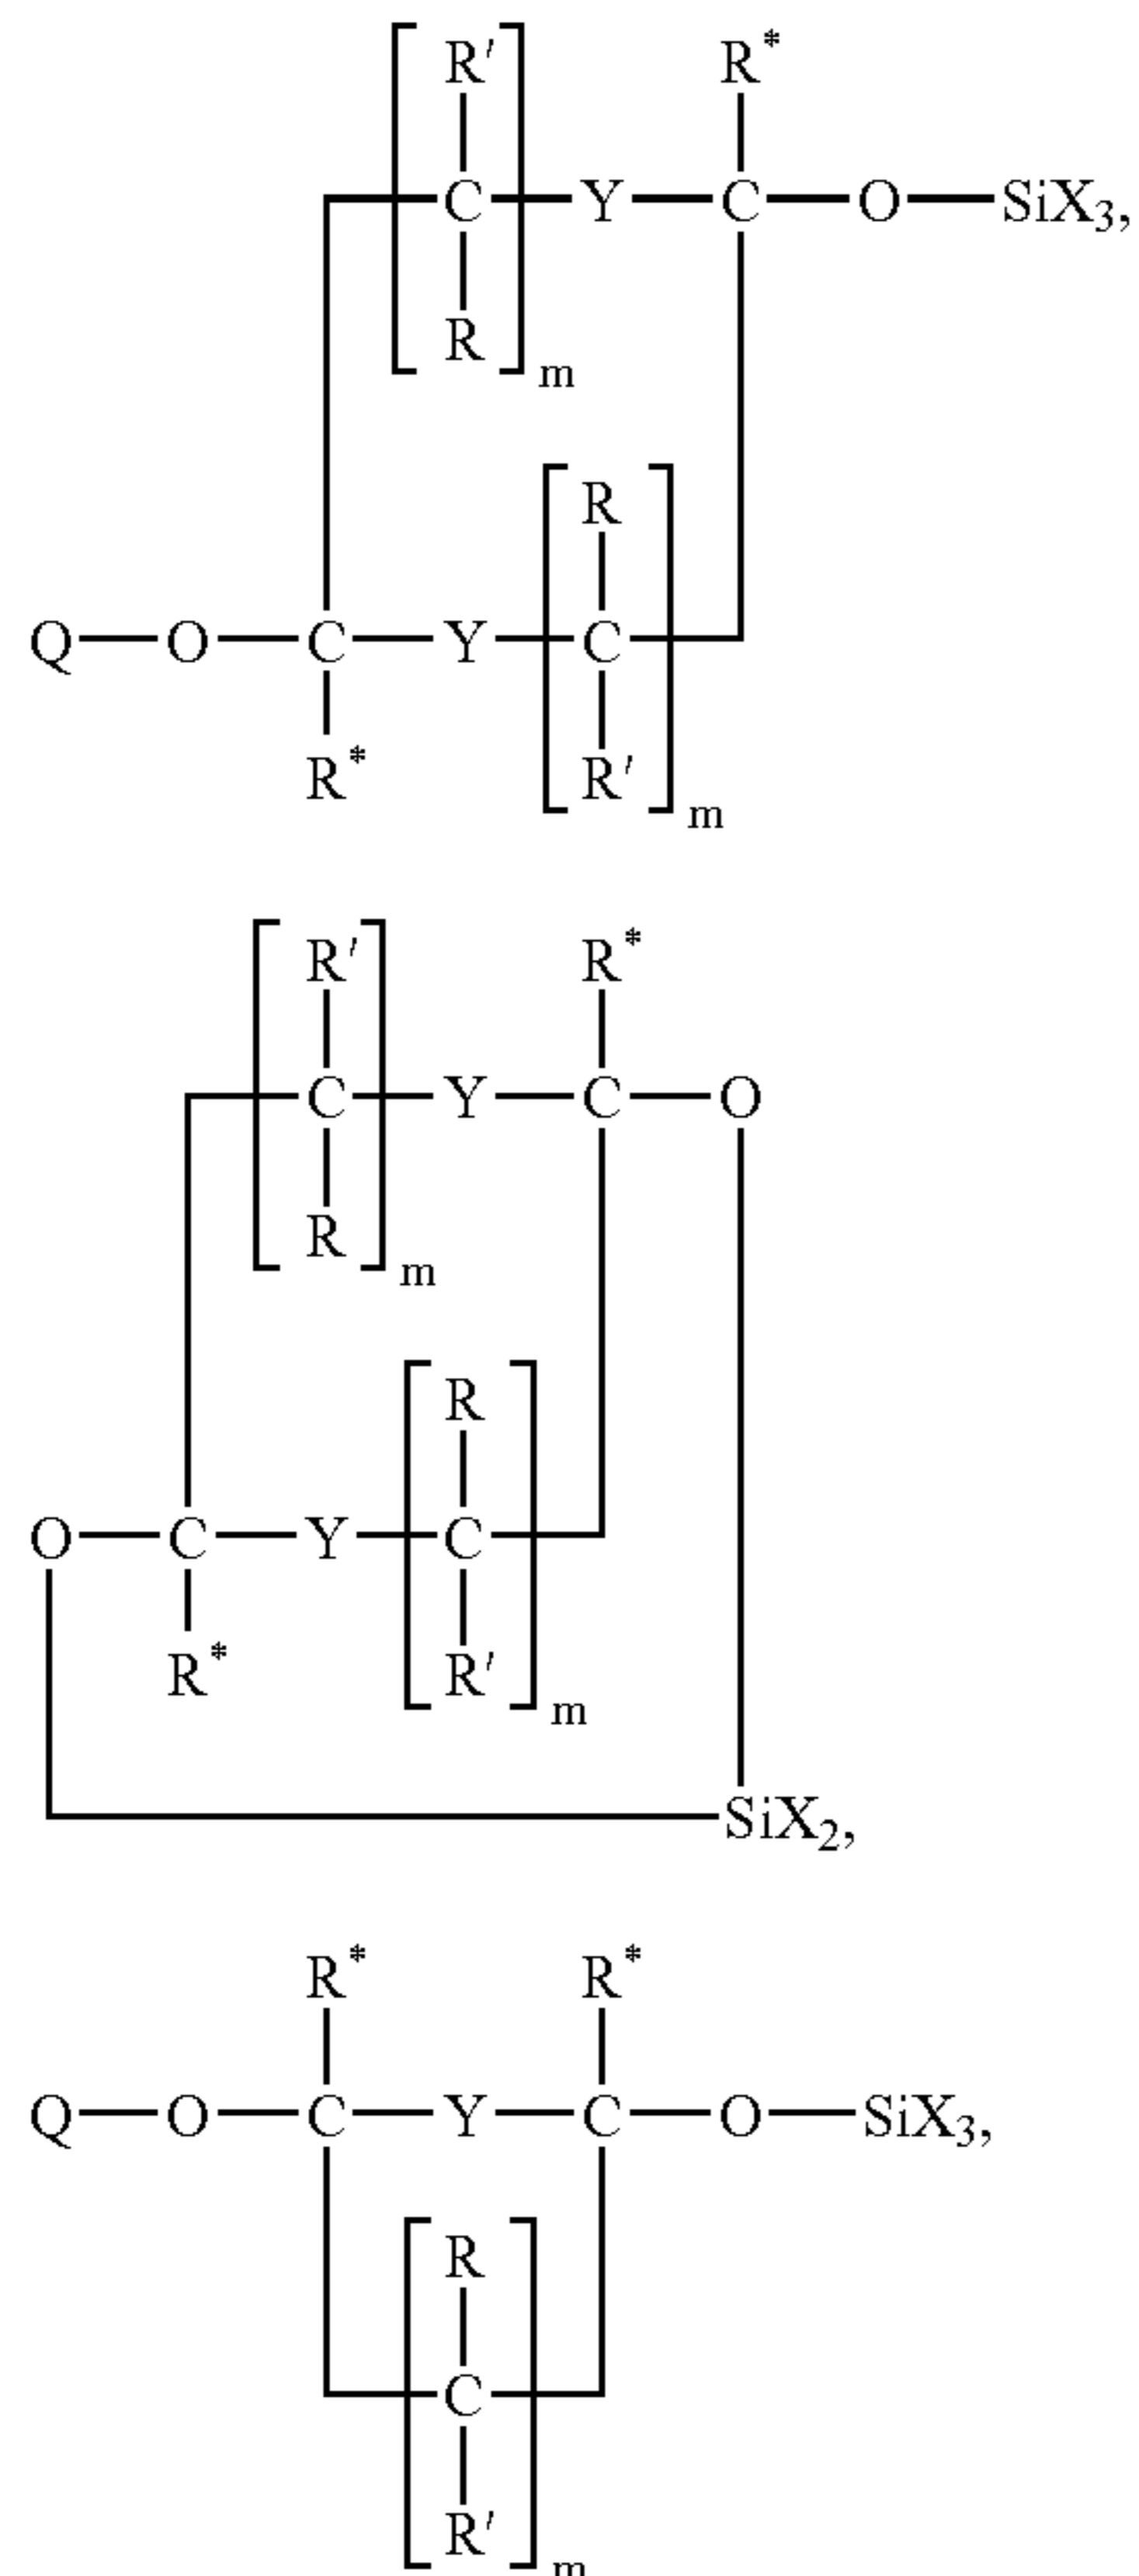 R′ R*
C Y C O SiX₃,
R
m
R
Q O C Y C
R* R′
m
R′ R*
C Y C O
R
m
R
O C Y C
R* R′
m
SiX₂,
R* R*
Q O C Y C O SiX₃,
R
C
R′
m